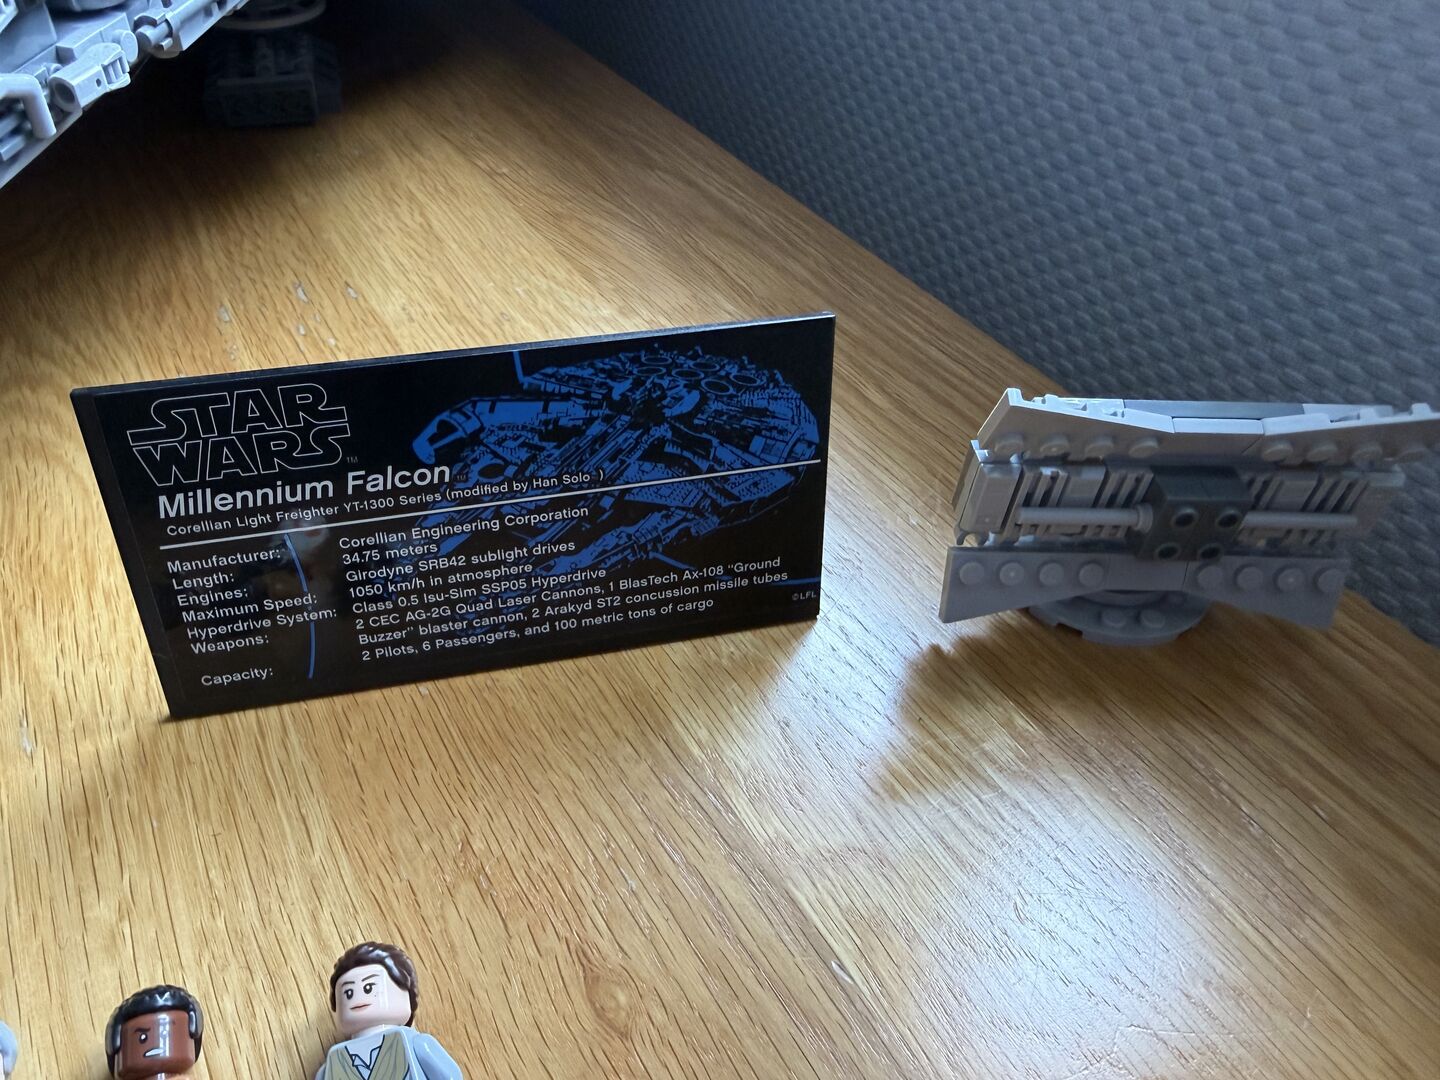 STAR
WARS™
Millennium Falcon™
Corellian Light Freighter YT-1300 Series (modified by Han Solo™)
Manufacturer: Corellian Engineering Corporation
Length: 34.75 meters
Engines: Girodyne SRB42 sublight drives
Maximum Speed: 1050 km/h in atmosphere
Hyperdrive System: Class 0.5 Isu-Sim SSP05 Hyperdrive
Weapons: 2 CEC AG-2G Quad Laser Cannons, 1 BlasTech Ax-108 "Ground
Buzzer" blaster cannon, 2 Arakyd ST2 concussion missile tubes
Capacity: 2 Pilots, 6 Passengers, and 100 metric tons of cargo
©LFL